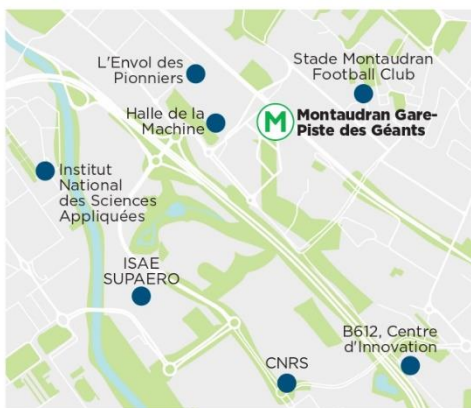 L'Envol des
Pionniers
Stade Montaudran
Football Club
Halle de la
Machine
M
Montaudran Gare-
Piste des Géants
Institut
National
des Sciences
Appliquées
ISAE
SUPAERO
B612, Centre
d'Innovation
CNRS